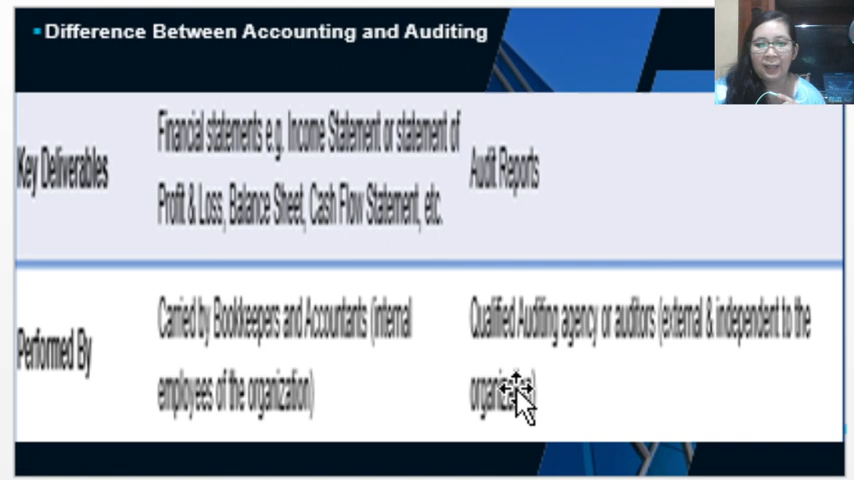 Difference Between Accounting and Auditing
Key Deliverables
Financial statements e.g. Income Statement or statement of
Profit & Loss, Balance Sheet, Cash Flow Statement, etc.
Audit Reports
Performed By
Carried by Bookkeepers and Accountants (internal
employees of the organization)
Qualified Auditing agency or auditors (external & independent to the
organization)